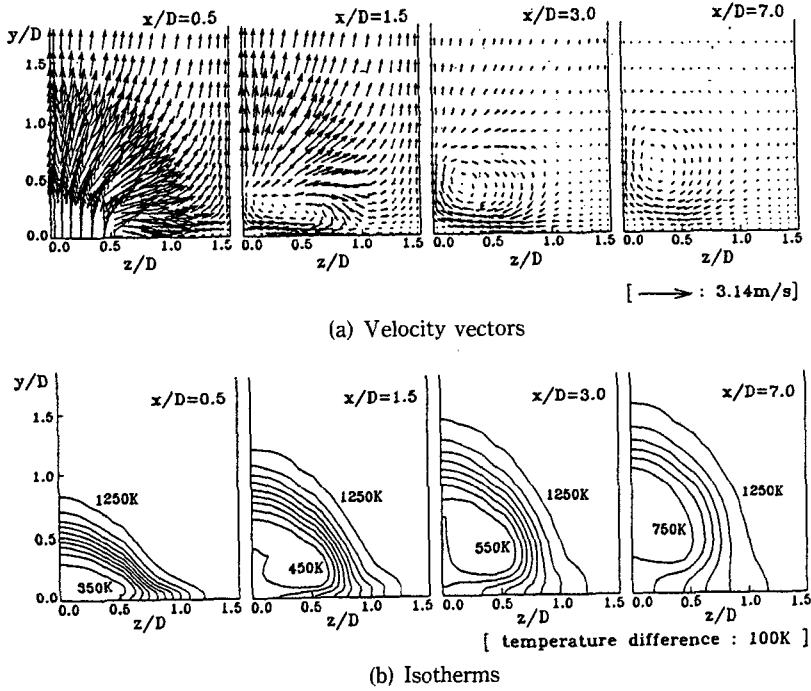 x/D=0.5 x/D=1.5 x/D=3.0 x/D=7.0
y/D
1.5
1.0
0.5
0.0
0.0 0.5 1.0 1.5 0.0 0.5 1.0 1.5 0.0 0.5 1.0 1.5 0.0 0.5 1.0 1.5
z/D z/D z/D z/D
[ : 3.14m/s]
(a) Velocity vectors
y/D
x/D=0.5 x/D=1.5 x/D=3.0 x/D=7.0
1.5
1.0
0.5
0.0
1250K 1250K 1250K 1250K
350K 450K 550K 750K
0.0 0.5 1.0 1.5 0.0 0.5 1.0 1.5 0.0 0.5 1.0 1.5 0.0 0.5 1.0 1.5
z/D z/D z/D z/D
[ temperature difference : 100K ]
(b) Isotherms